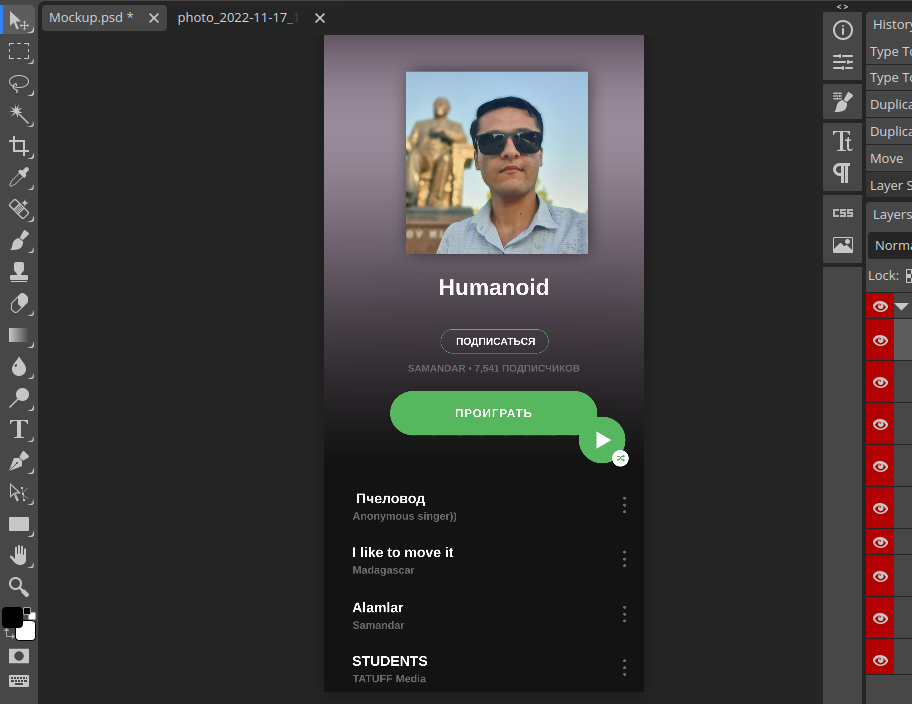 Mockup.psd *
photo_2022-11-17_1
Humanoid
ПОДПИСАТЬСЯ
SAMANDAR • 7,541 ПОДПИСЧИКОВ
ПРОИГРАТЬ
Пчеловод
Anonymous singer))
I like to move it
Madagascar
Alamlar
Samandar
STUDENTS
TATUFF Media
History
Type To
Type To
Duplica
Duplica
Move
Layer S
CSS
Layers
Norma
Lock: